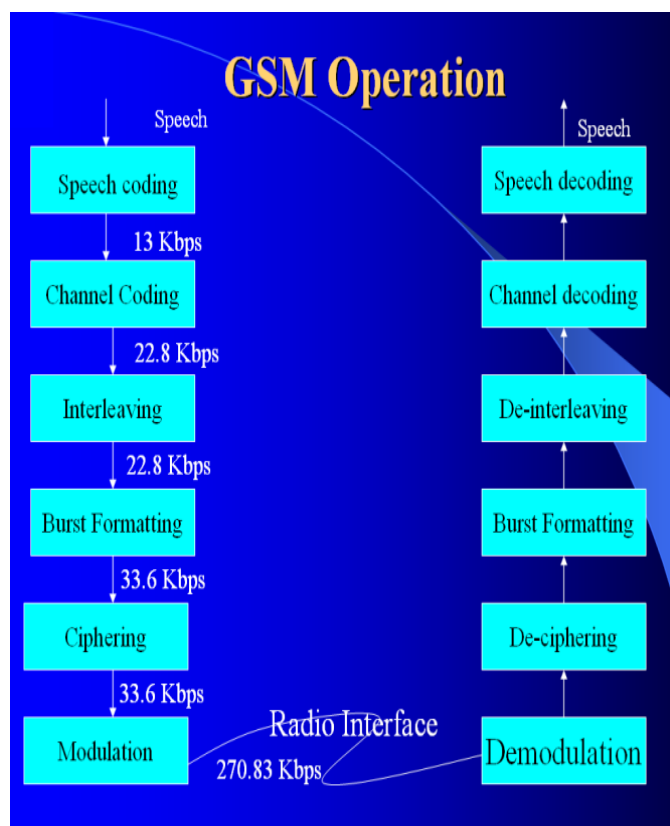 GSM Operation
Speech
Speech coding
13 Kbps
Channel Coding
22.8 Kbps
Interleaving
22.8 Kbps
Burst Formatting
33.6 Kbps
Ciphering
33.6 Kbps
Modulation
Radio Interface
270.83 Kbps
Speech
Speech decoding
Channel decoding
De-interleaving
Burst Formatting
De-ciphering
Demodulation